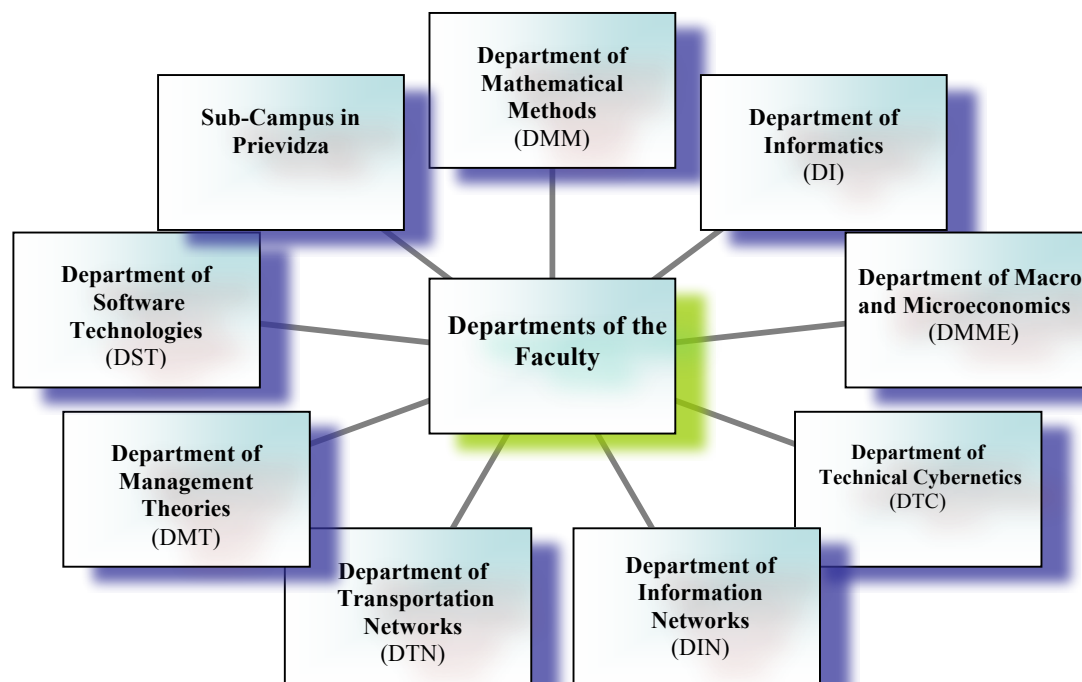 Department of
Mathematical
Methods
(DMM)
Sub-Campus in
Prievidza
Department of
Informatics
(DI)
Department of
Software
Technologies
(DST)
Departments of the
Faculty
Department of Macro
and Microeconomics
(DMME)
Department of
Management
Theories
(DMT)
Department of
Technical Cybernetics
(DTC)
Department of
Transportation
Networks
(DTN)
Department of
Information
Networks
(DIN)